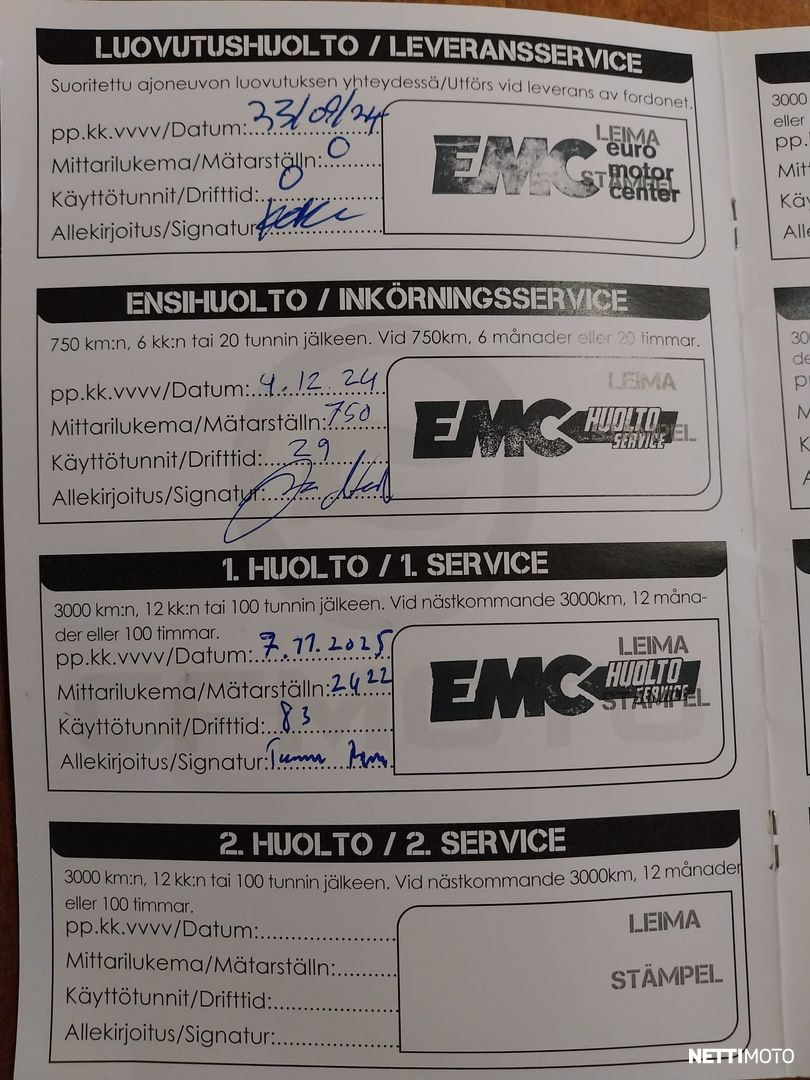 LUOVUTUSHUOLTO / LEVERANSSERVICE
Suoritettu ajoneuvon luovutuksen yhteydessä/Utförs vid leverans av fordonet.
pp.kk.vvvv/Datum:
Mittarilukema/Mätarställn: 0
Käyttötunnit/Drifttid: 0
Allekirjoitus/Signatur
LEIMA
STÄMPEL
EMC euro
motor
center
ENSIHUOLTO / INKÖRNINGSSERVICE
750 km:n, 6 kk:n tai 20 tunnin jälkeen. Vid 750km, 6 månader eller 20 timmar.
pp.kk.vvvv/Datum: 4.12.24
Mittarilukema/Mätarställn: 750
Käyttötunnit/Drifttid: 29
Allekirjoitus/Signatur:
LEIMA
EMC HUOLTO
SERVICE
1. HUOLTO / 1. SERVICE
3000 km:n, 12 kk:n tai 100 tunnin jälkeen. Vid nästkommande 3000km, 12 måna-
der eller 100 timmar.
pp.kk.vvvv/Datum: 7.11.2025
Mittarilukema/Mätarställn: 2422
Käyttötunnit/Drifttid: 83
Allekirjoitus/Signatur:
LEIMA
STÄMPEL
EMC HUOLTO
SERVICE
2. HUOLTO / 2. SERVICE
3000 km:n, 12 kk:n tai 100 tunnin jälkeen. Vid nästkommande 3000km, 12 månader
eller 100 timmar.
pp.kk.vvvv/Datum:
Mittarilukema/Mätarställn:
Käyttötunnit/Drifttid:
Allekirjoitus/Signatur:
LEIMA
STÄMPEL
3000
eller
pp.
NETTIMOTO